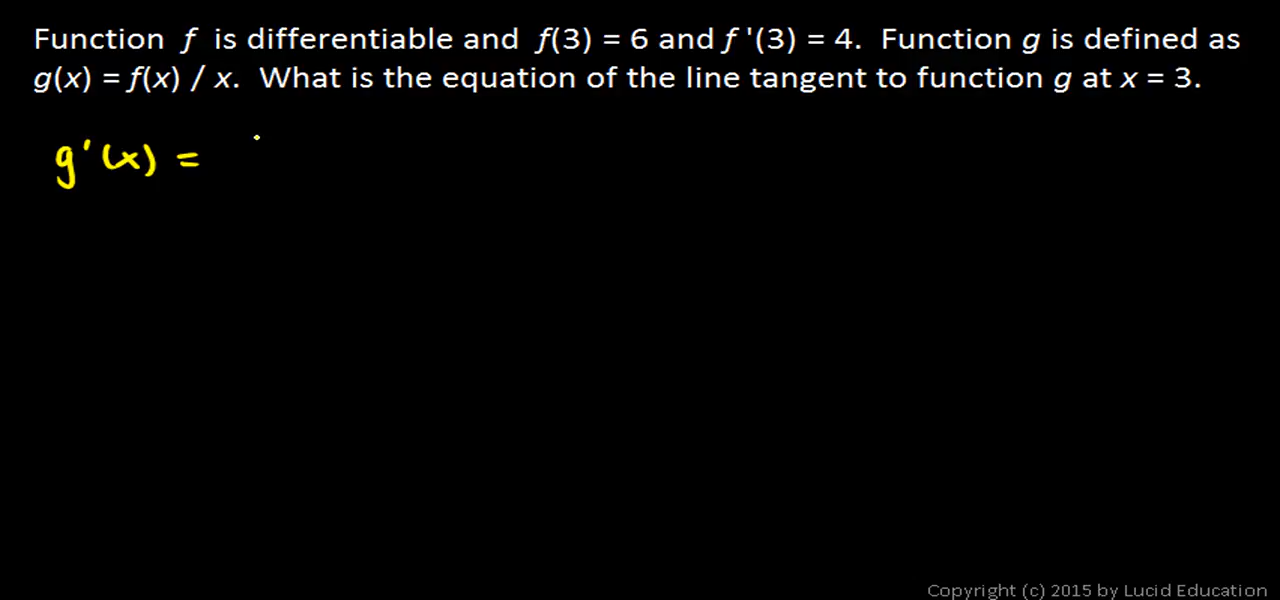 Function f is differentiable and f(3) = 6 and f '(3) = 4. Function g is defined as
g(x) = f(x) / x. What is the equation of the line tangent to function g at x = 3.
g'(x) =
Copyright (c) 2015 by Lucid Education